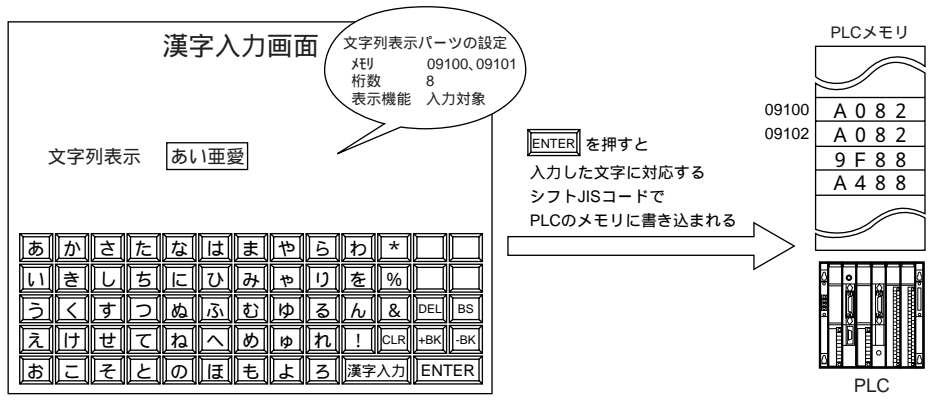 漢字入力画面
文字列表示パーツの設定
メモリ 09100、09101
桁数 8
表示機能 入力対象
文字列表示 あい亜愛
あ か さ た な は ま や ら わ *
い き し ち に ひ み ゃ り を %
う く す つ ぬ ふ む ゆ る ん & DEL BS
え け せ て ね へ め ゅ れ ! CLR +BK -BK
お こ そ と の ほ も よ ろ 漢字入力 ENTER
ENTER を押すと
入力した文字に対応する
シフトJISコードで
PLCのメモリに書き込まれる
PLCメモリ
09100 A082
09102 A082
9F88
A488
PLC